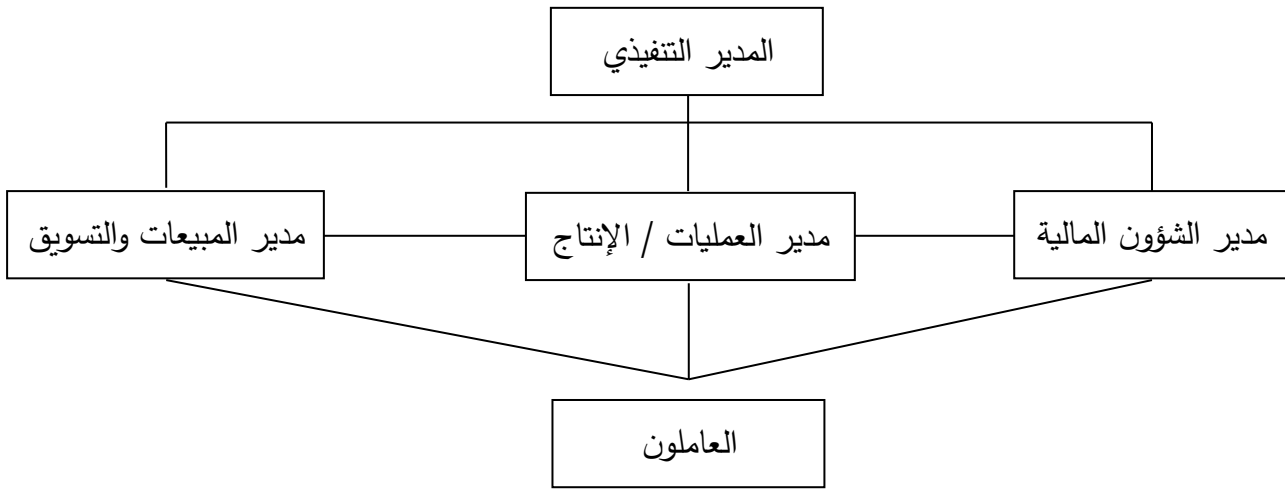 المدير التنفيذي
مدير الشؤون المالية
مدير العمليات / الإنتاج
مدير المبيعات والتسويق
العاملون